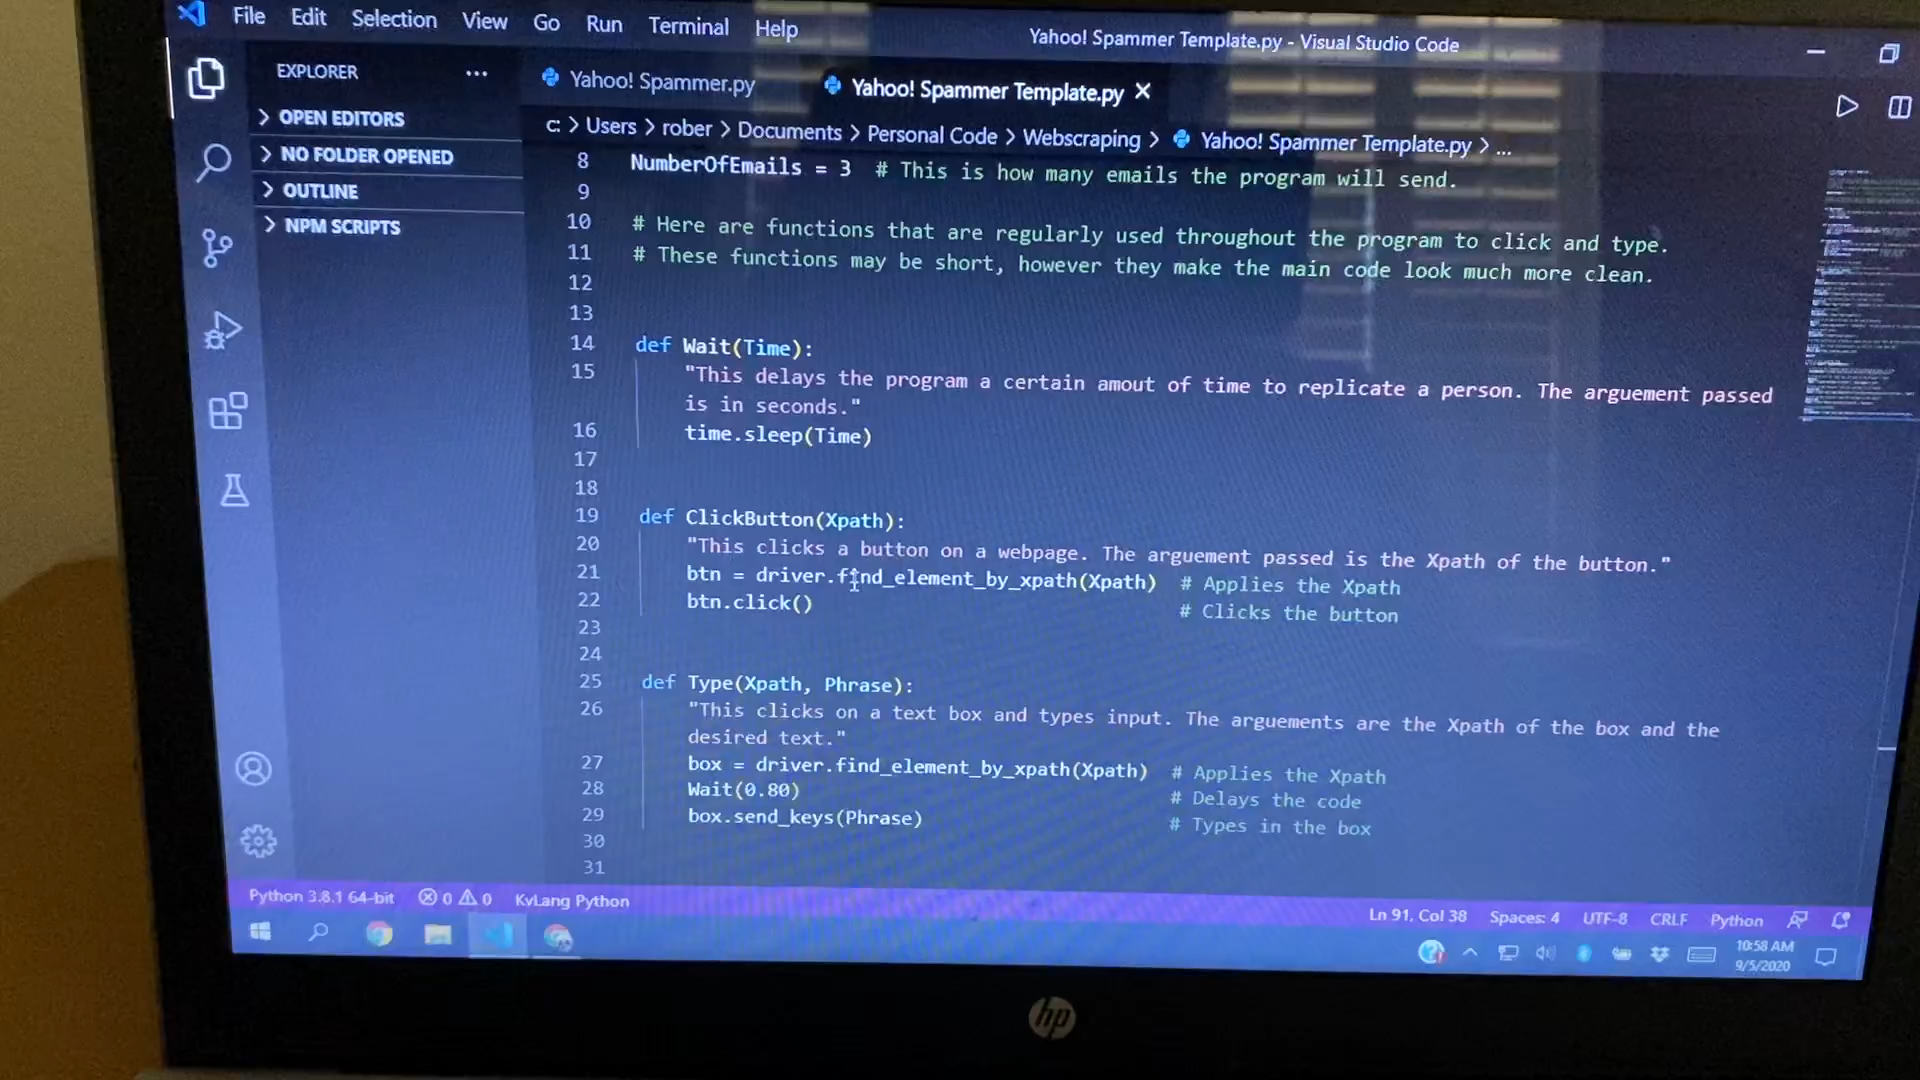 File Edit Selection View Go Run Terminal Help
Yahoo! Spammer Template.py - Visual Studio Code
EXPLORER ...
OPEN EDITORS
NO FOLDER OPENED
OUTLINE
NPM SCRIPTS
Yahoo! Spammer.py Yahoo! Spammer Template.py
C: > Users > rober > Documents > Personal Code > Webscraping > Yahoo! Spammer Template.py > ...
8 NumberOfEmails = 3 # This is how many emails the program will send.
9
10 # Here are functions that are regularly used throughout the program to click and type.
11 # These functions may be short, however they make the main code look much more clean.
12
13
14 def Wait(Time):
15 "This delays the program a certain amout of time to replicate a person. The arguement passed
is in seconds."
16 time.sleep(Time)
17
18
19 def ClickButton(Xpath):
20 "This clicks a button on a webpage. The arguement passed is the Xpath of the button."
21 btn = driver.find_element_by_xpath(Xpath) # Applies the Xpath
22 btn.click() # Clicks the button
23
24
25 def Type(Xpath, Phrase):
26 "This clicks on a text box and types input. The arguements are the Xpath of the box and the
desired text."
27 box = driver.find_element_by_xpath(Xpath) # Applies the Xpath
28 Wait(0.80) # Delays the code
29 box.send_keys(Phrase) # Types in the box
30
31
Python 3.8.1 64-bit 0 0 KvLang Python
Ln 91, Col 38 Spaces: 4 UTF-8 CRLF Python
10:58 AM
9/5/2020
hp